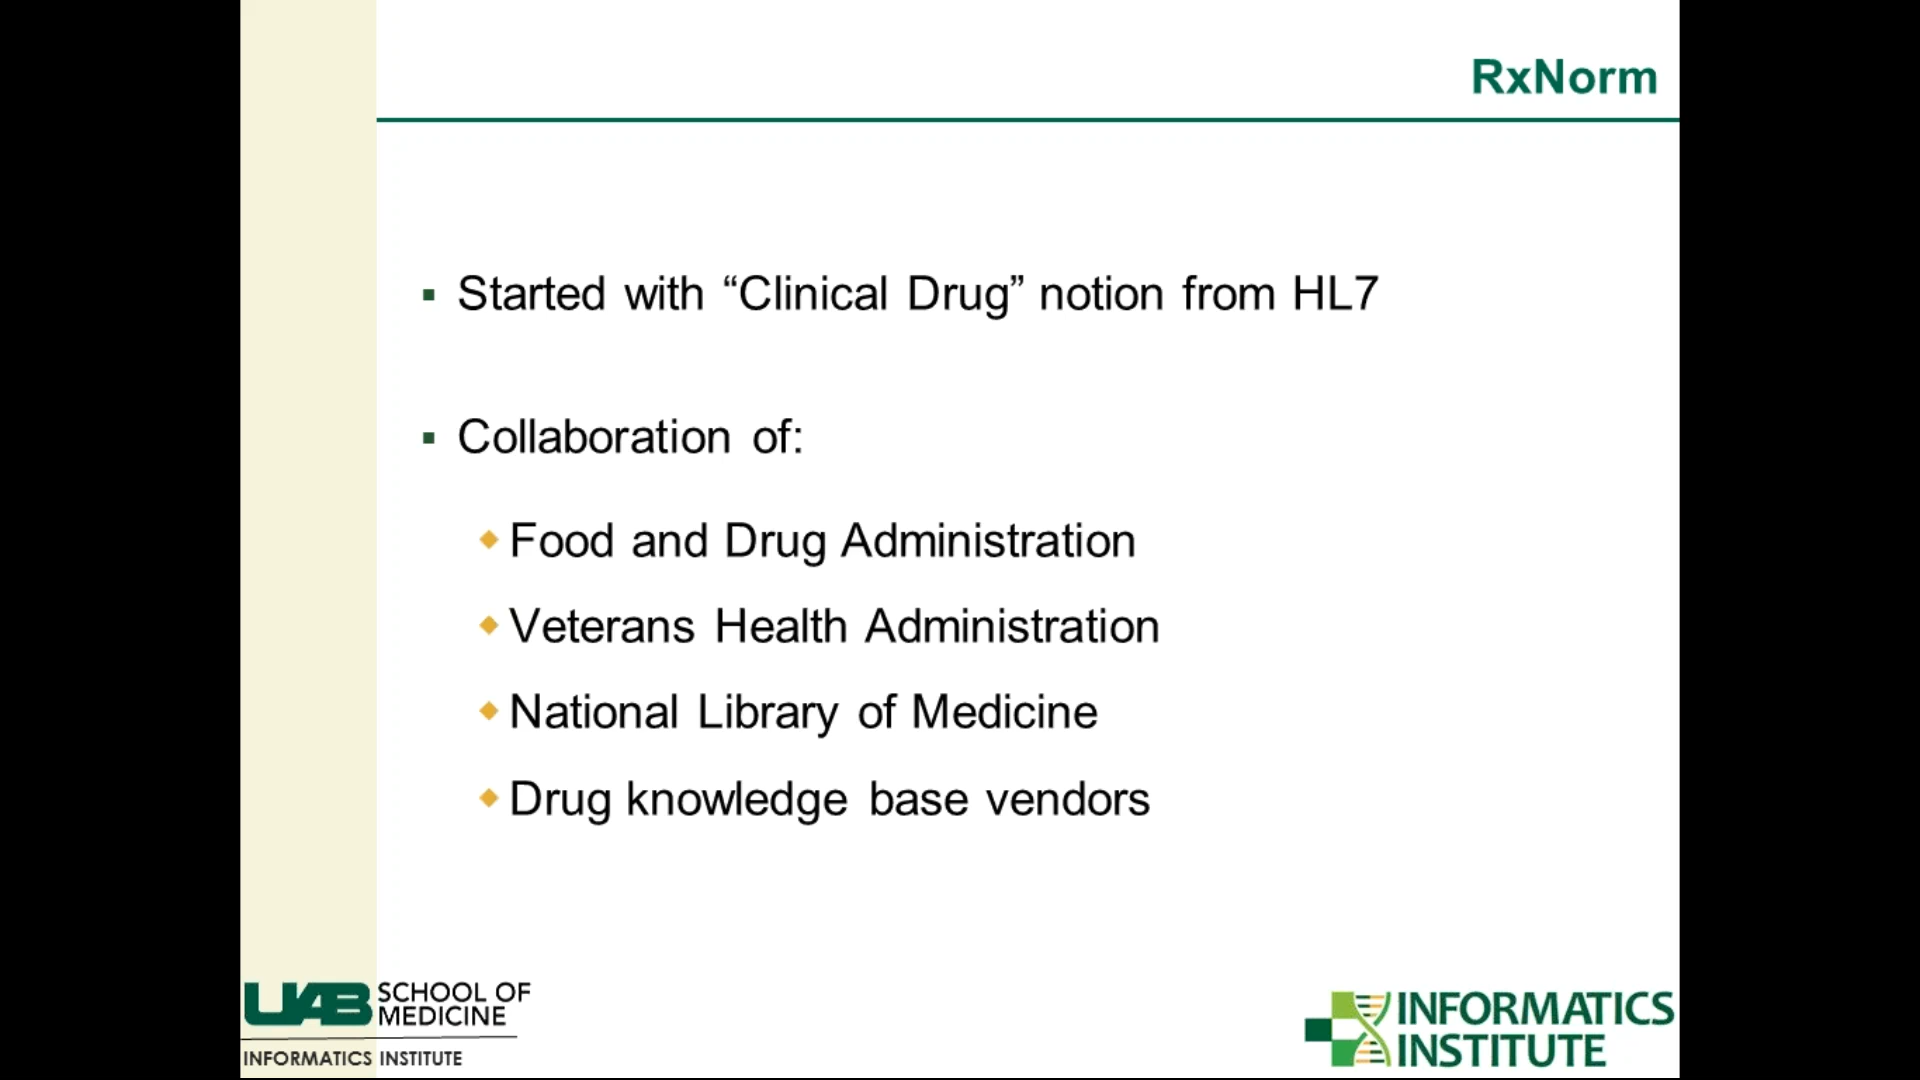 RxNorm
▪ Started with “Clinical Drug” notion from HL7
▪ Collaboration of:
◆ Food and Drug Administration
◆ Veterans Health Administration
◆ National Library of Medicine
◆ Drug knowledge base vendors
UAB SCHOOL OF
MEDICINE
INFORMATICS INSTITUTE
INFORMATICS
INSTITUTE